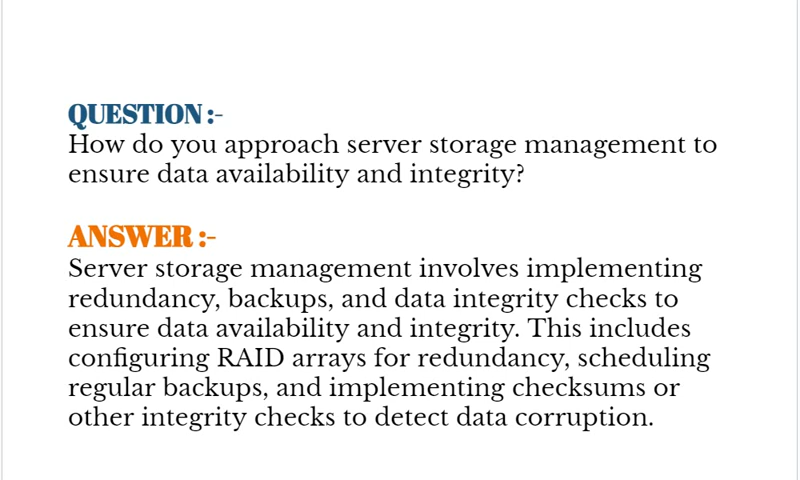 QUESTION :-
How do you approach server storage management to
ensure data availability and integrity?
ANSWER :-
Server storage management involves implementing
redundancy, backups, and data integrity checks to
ensure data availability and integrity. This includes
configuring RAID arrays for redundancy, scheduling
regular backups, and implementing checksums or
other integrity checks to detect data corruption.